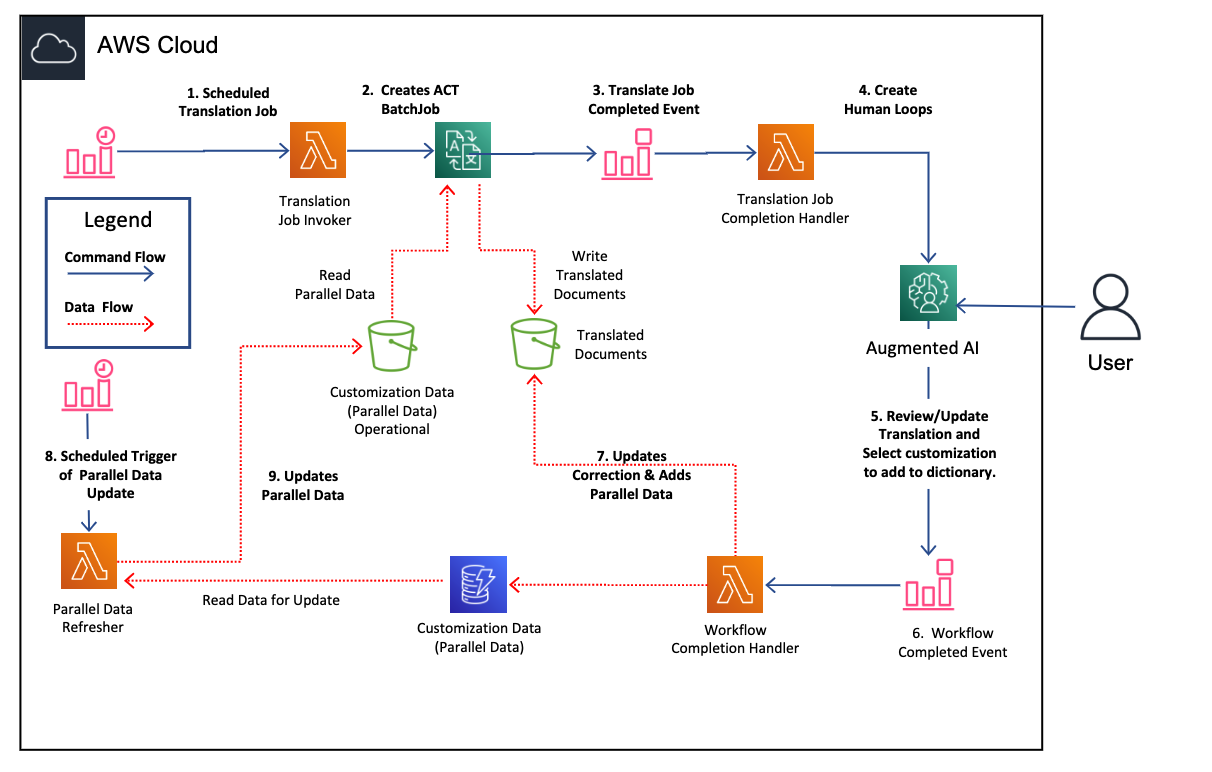 AWS Cloud
1. Scheduled
Translation Job
2.  Creates ACT
BatchJob
3. Translate Job
Completed Event
4. Create
Human Loops
Translation
Job Invoker
Translation Job
Completion Handler
Legend
Command Flow
Data  Flow
Read
Parallel Data
Write
Translated
Documents
Translated
Documents
Augmented AI
User
Customization Data
(Parallel Data)
Operational
5. Review/Update
Translation and
Select customization
to add to dictionary.
8. Scheduled Trigger
of  Parallel Data
Update
9. Updates
Parallel Data
7. Updates
Correction & Adds
Parallel Data
Read Data for Update
Parallel Data
Refresher
Customization Data
(Parallel Data)
Workflow
Completion Handler
6.  Workflow
Completed Event